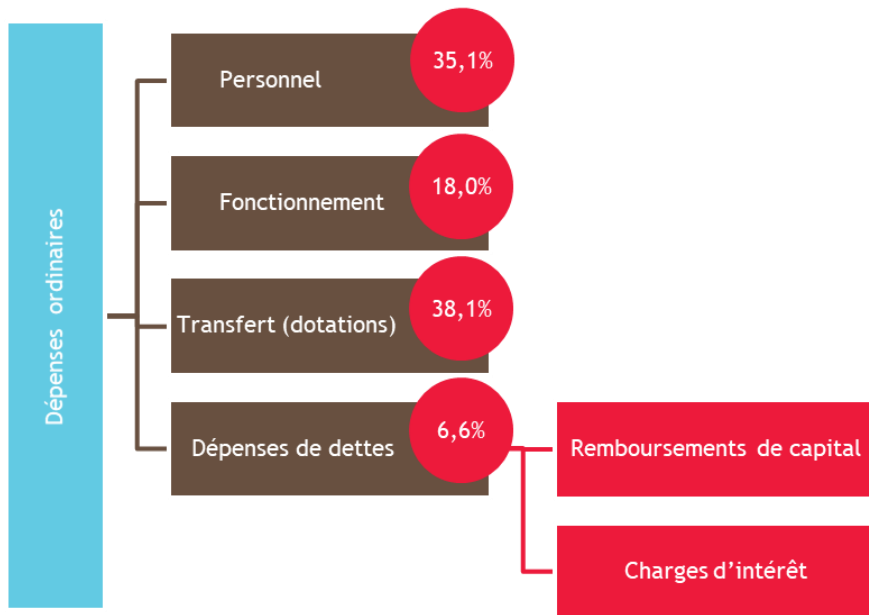 Dépenses ordinaires
Personnel
35,1%
Fonctionnement
18,0%
Transfert (dotations)
38,1%
Dépenses de dettes
6,6%
Remboursements de capital
Charges d'intérêt